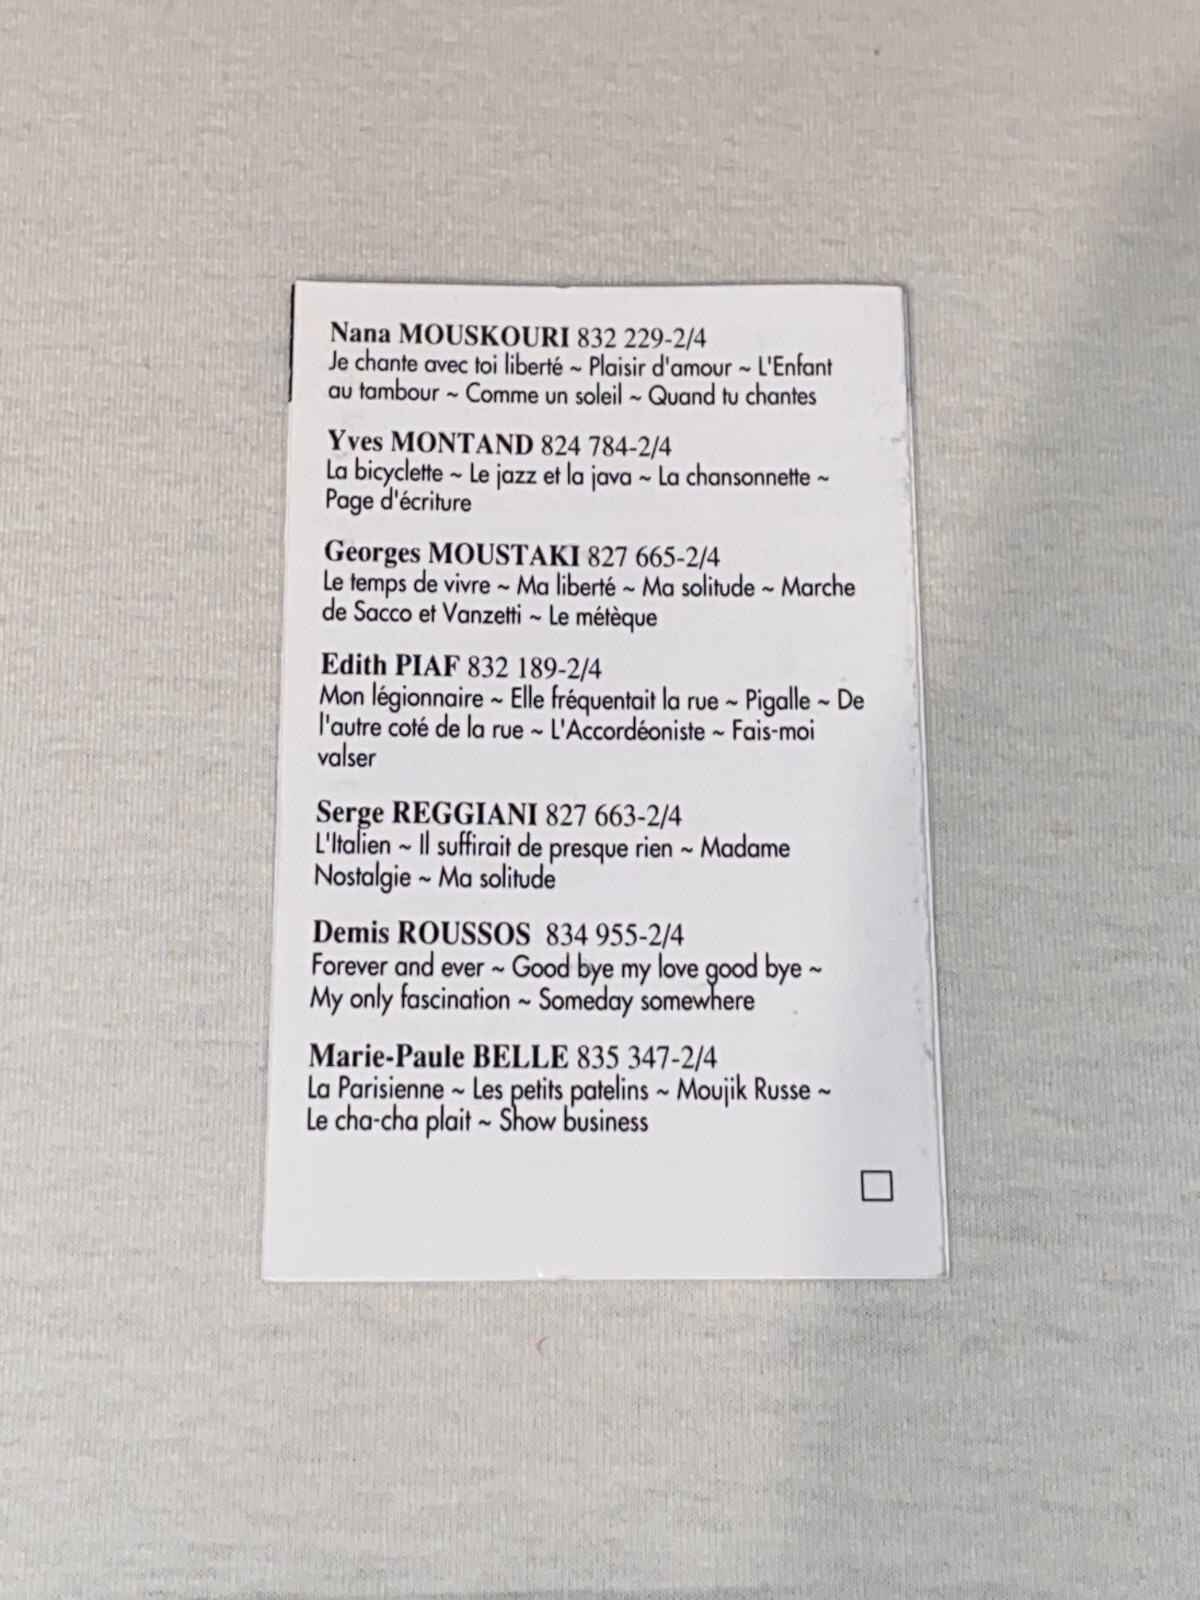 Nana MOUSKOURI 832 229-2/4
Je chante avec toi liberté ~ Plaisir d'amour ~ L'Enfant
au tambour ~ Comme un soleil ~ Quand tu chantes
Yves MONTAND 824 784-2/4
La bicyclette ~ Le jazz et la java ~ La chansonnette ~
Page d'écriture
Georges MOUSTAKI 827 665-2/4
Le temps de vivre ~ Ma liberté ~ Ma solitude ~ Marche
de Sacco et Vanzetti ~ Le métèque
Edith PIAF 832 189-2/4
Mon légionnaire ~ Elle fréquentait la rue ~ Pigalle ~ De
l'autre coté de la rue ~ L'Accordéoniste ~ Fais-moi
valser
Serge REGGIANI 827 663-2/4
L'Italien ~ Il suffirait de presque rien ~ Madame
Nostalgie ~ Ma solitude
Demis ROUSSOS 834 955-2/4
Forever and ever ~ Good bye my love good bye ~
My only fascination ~ Someday somewhere
Marie-Paule BELLE 835 347-2/4
La Parisienne ~ Les petits patelins ~ Moujik Russe ~
Le cha-cha plait ~ Show business